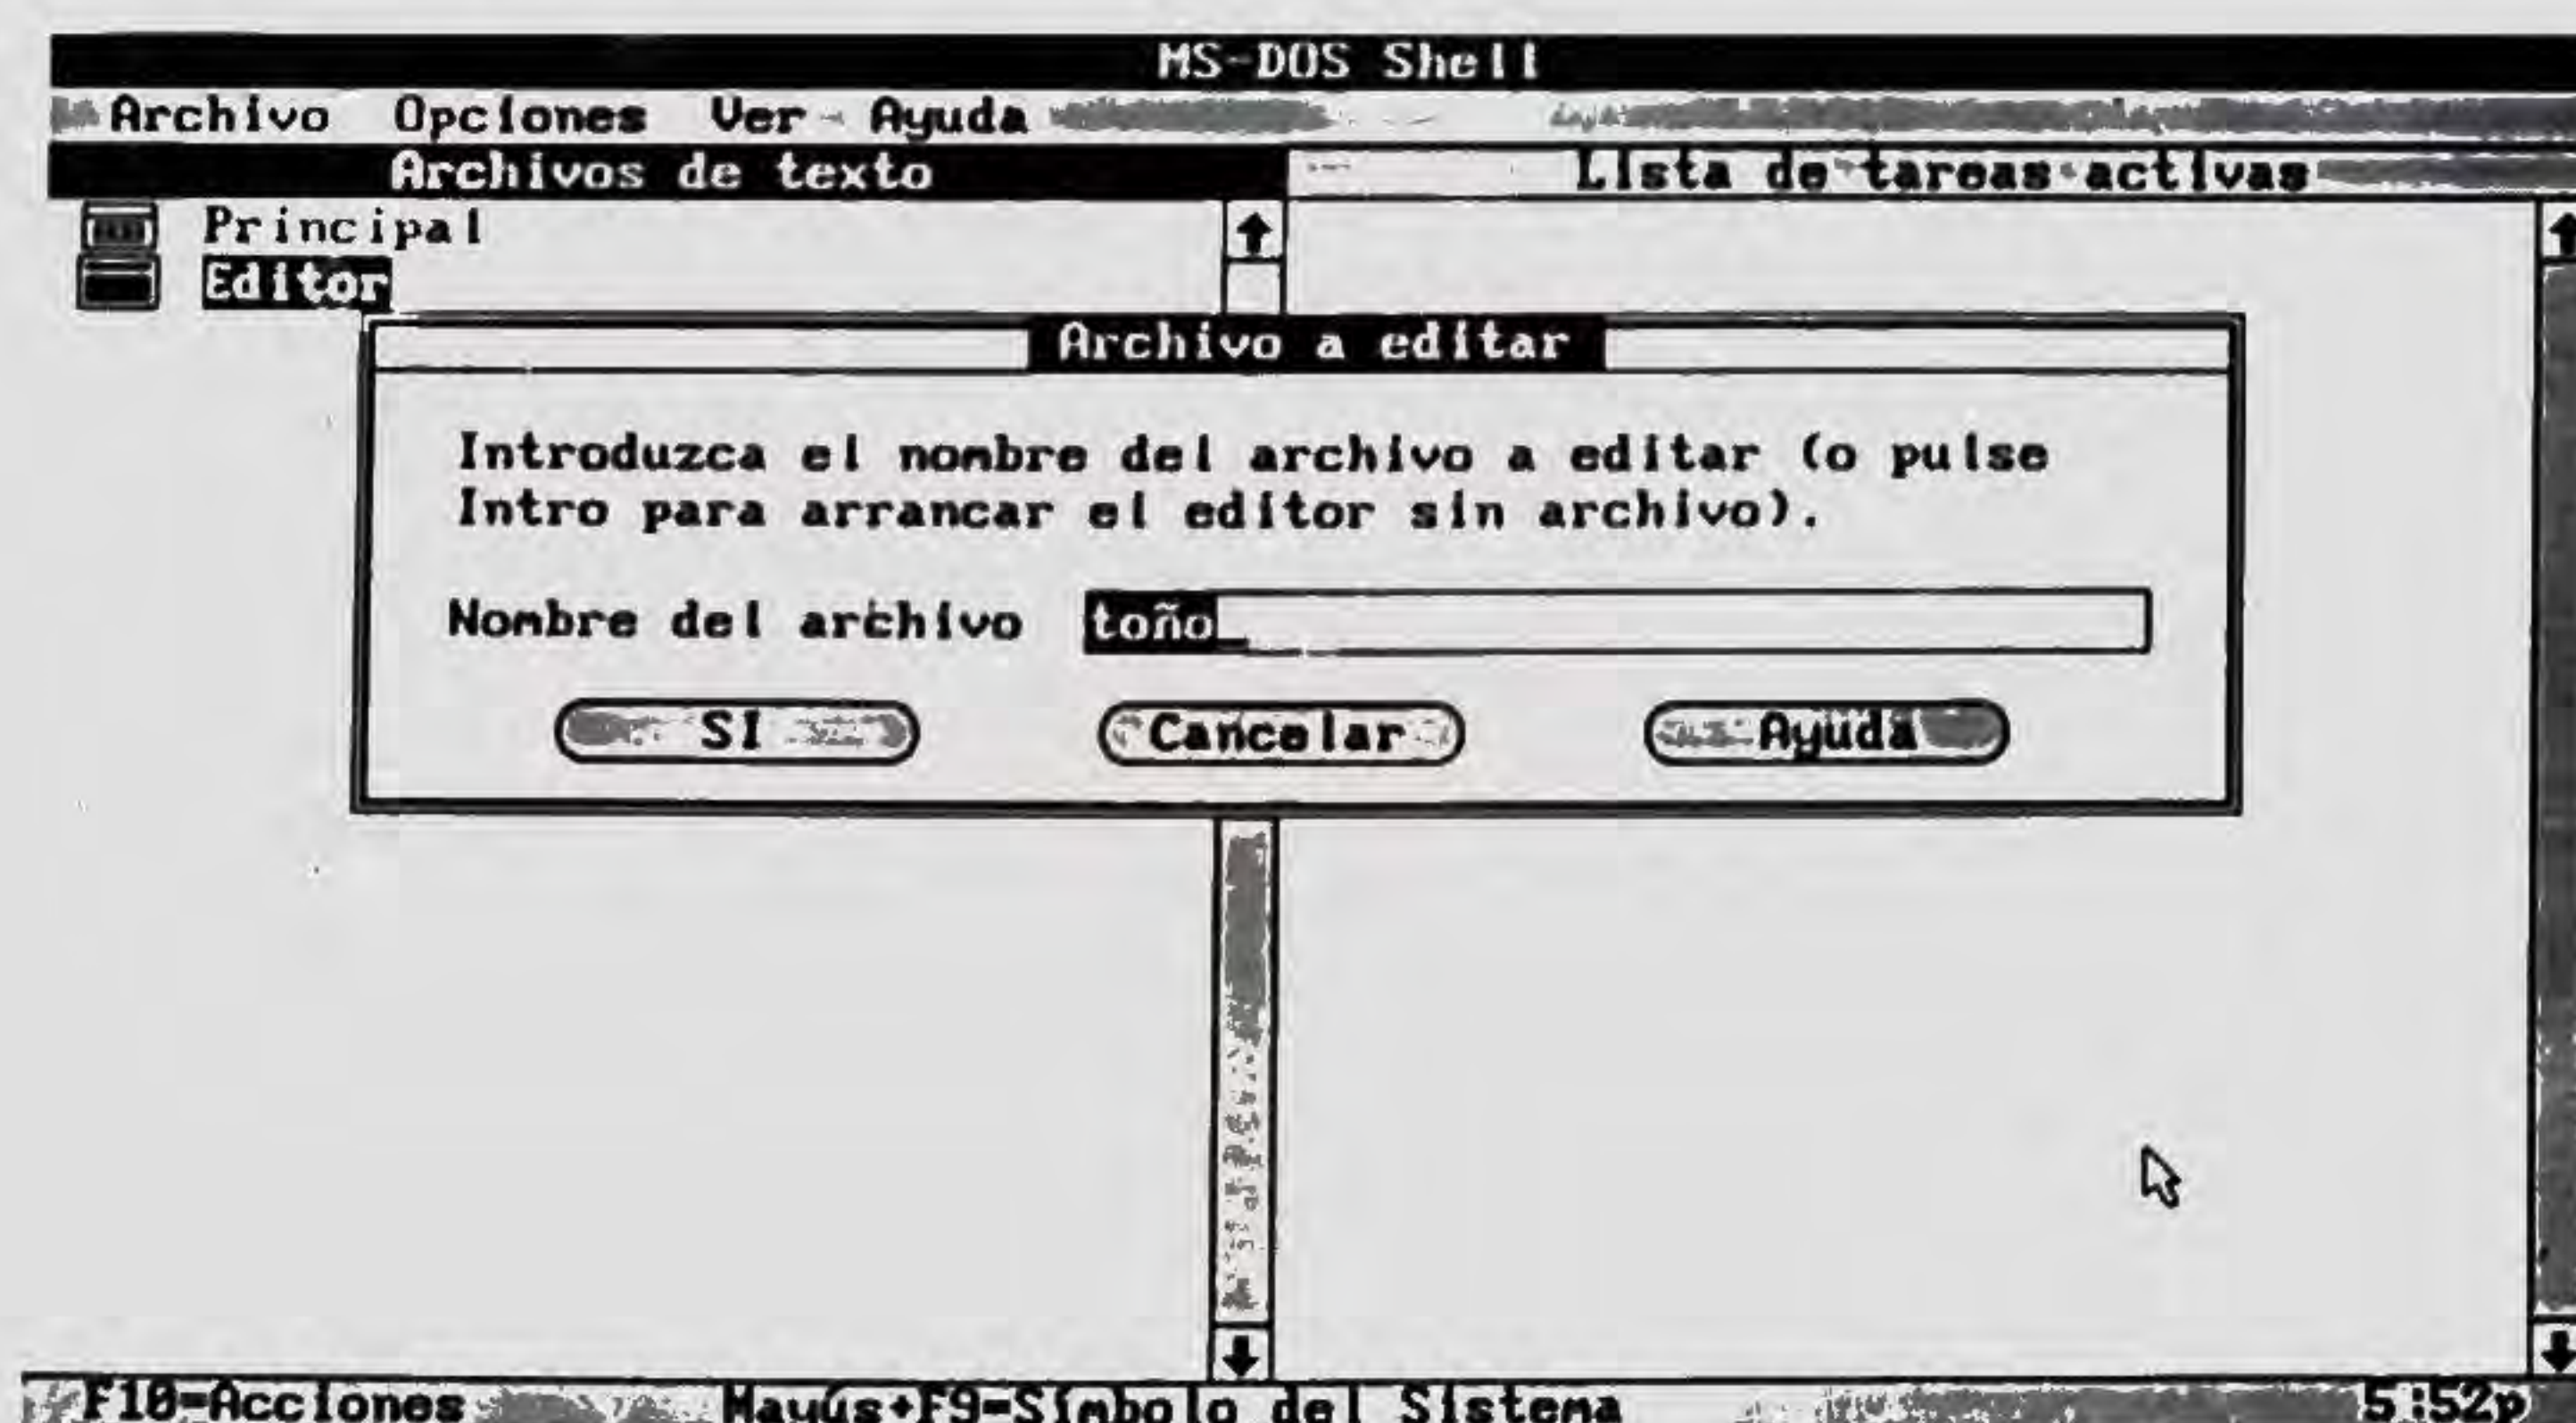 MS-DOS Shell
Archivo Opciones Ver Ayuda
Archivos de texto
Lista de tareas activas
Principal
Editor
Archivo a editar
Introduzca el nombre del archivo a editar (o pulse
Intro para arrancar el editor sin archivo).
Nombre del archivo toño_
SI
Cancelar
Ayuda
F10=Acciones Mayús+F9=Símbolo del Sistema 5:52p